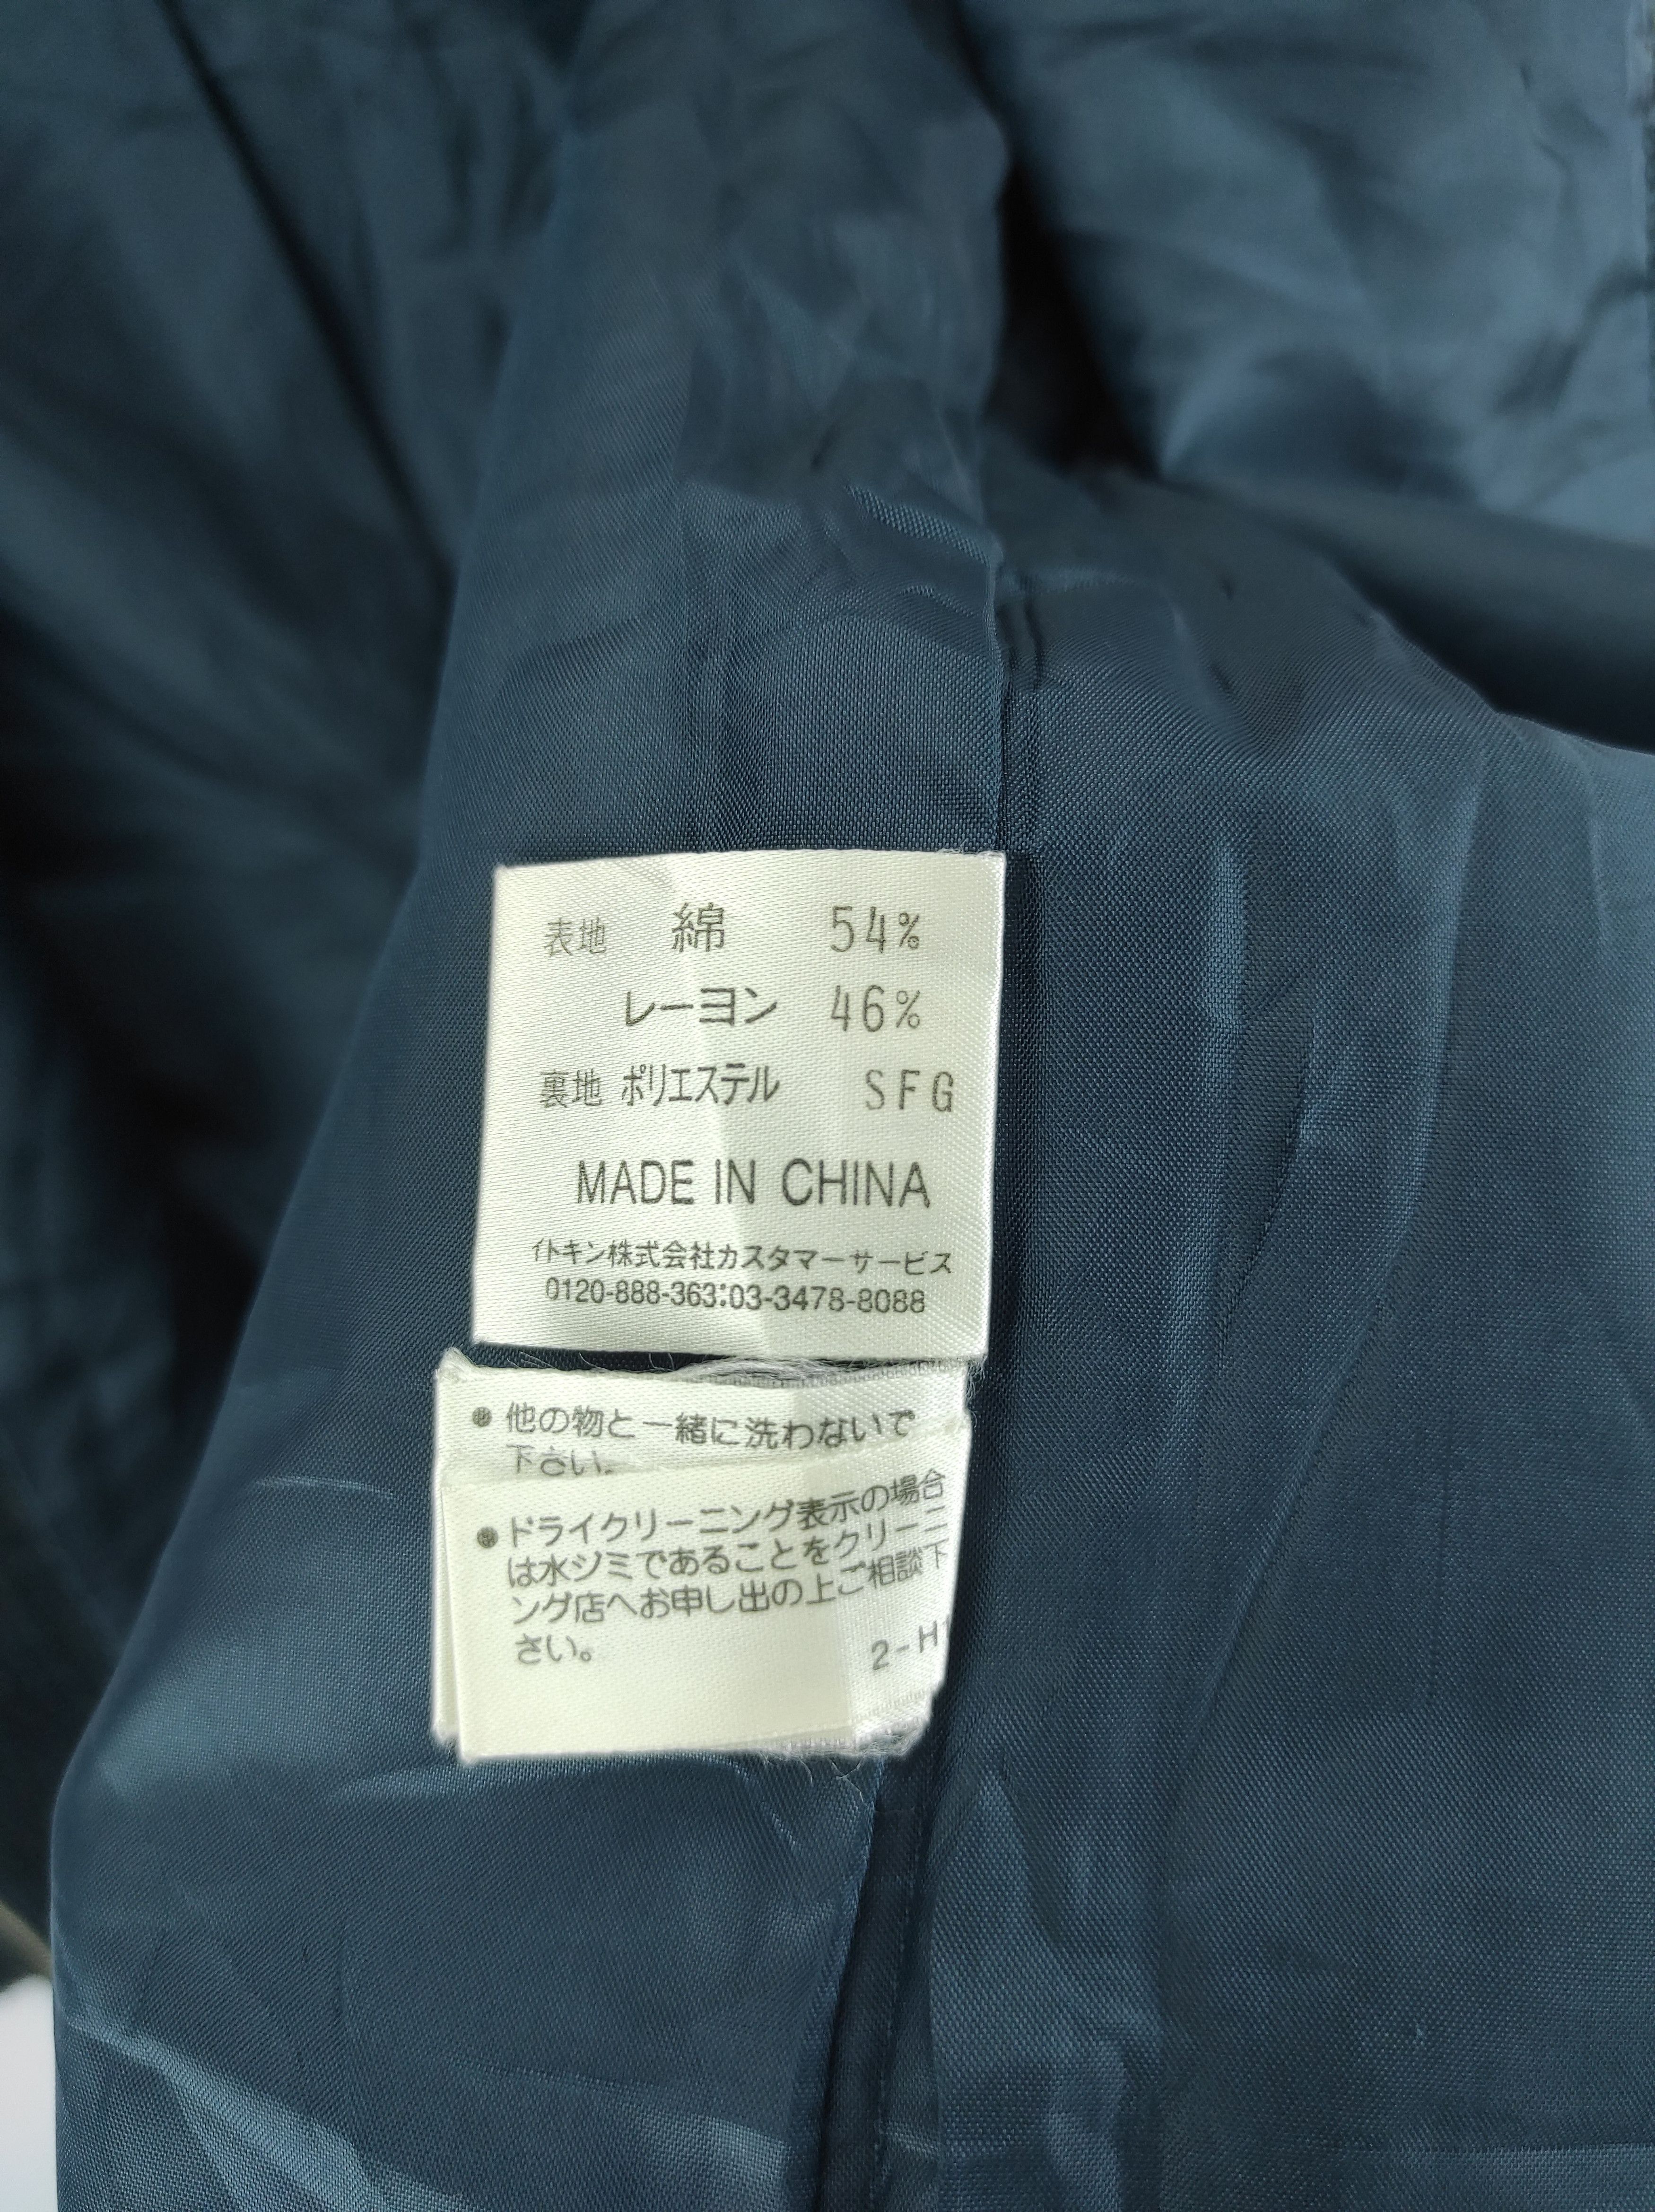 表地 綿 54%
レーヨン 46%
裏地 ポリエステル SFG
MADE IN CHINA
イトキン株式会社カスタマーサービス
0120-888-363:03-3478-8088
● 他の物と一緒に洗わないで
下さい。
● ドライクリーニング表示の場合
は水ジミであることをクリーニ
ング店へお申し出の上ご相談下
さい。
2-H